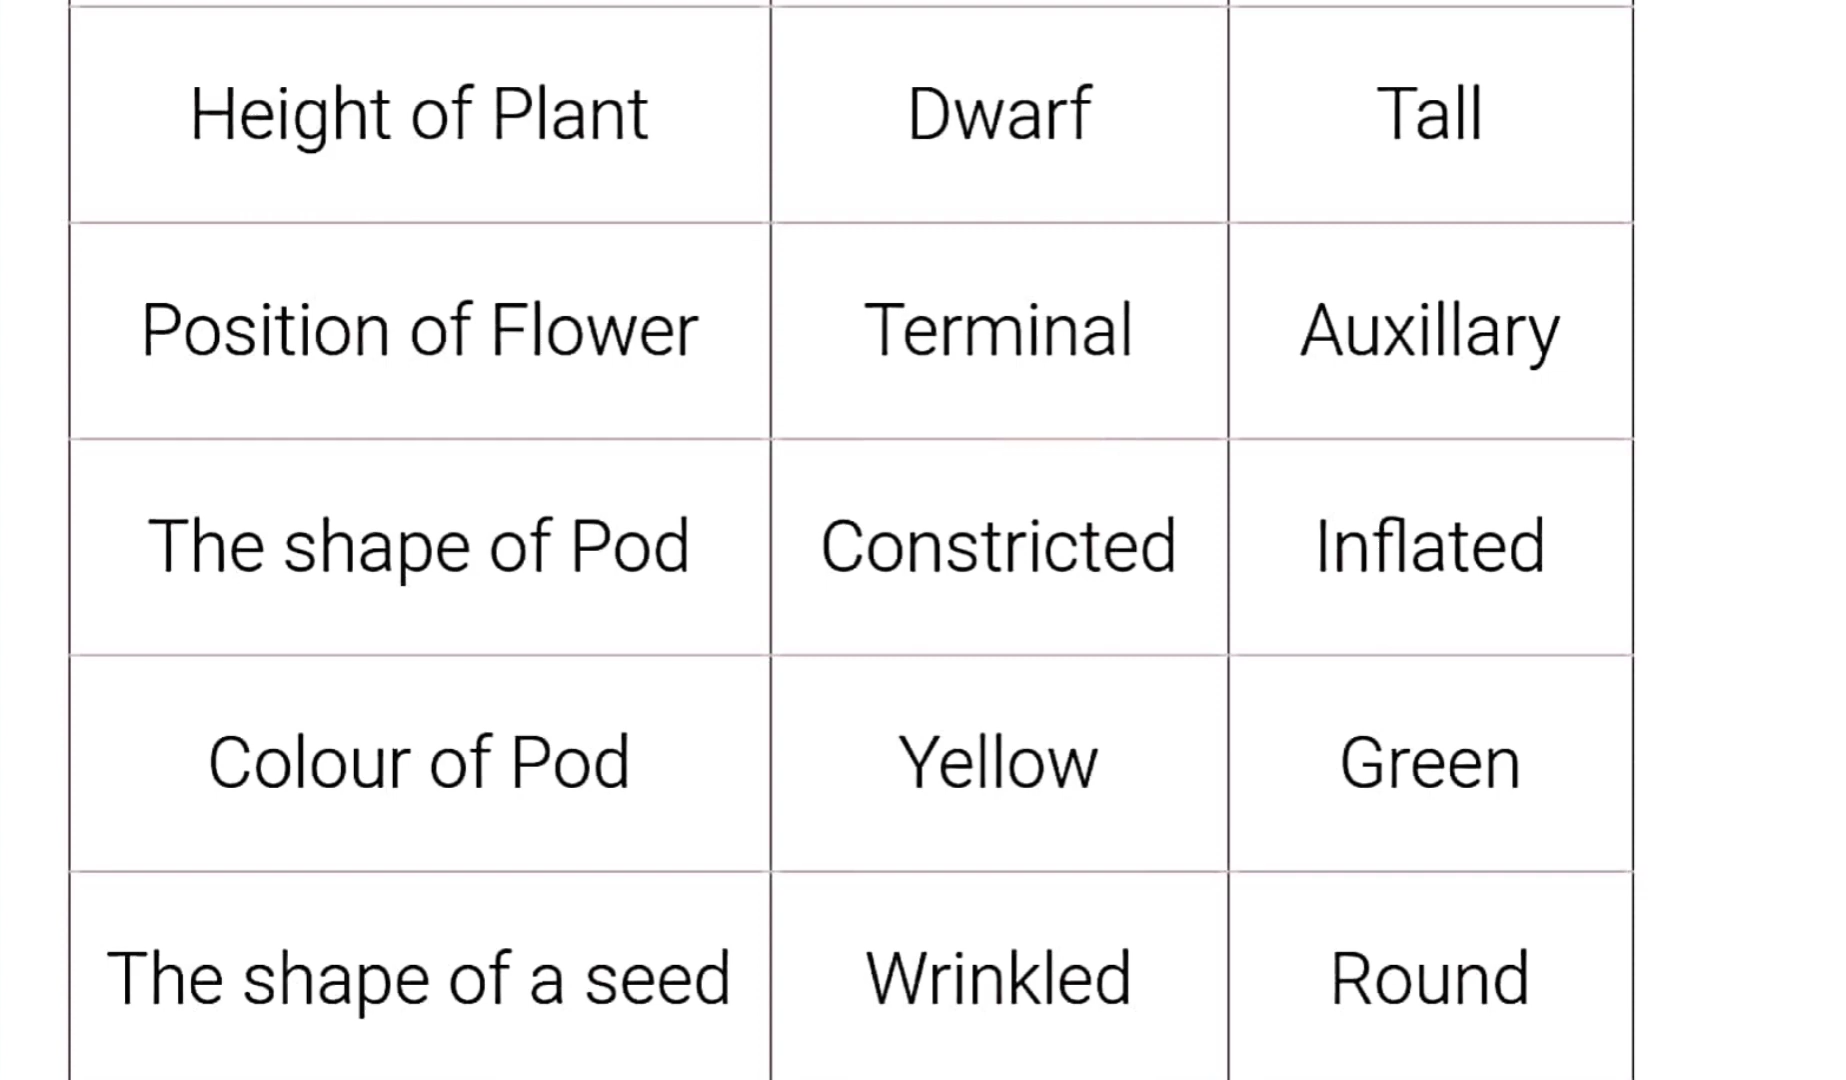 Height of Plant Dwarf Tall
Position of Flower Terminal Auxillary
The shape of Pod Constricted Inflated
Colour of Pod Yellow Green
The shape of a seed Wrinkled Round